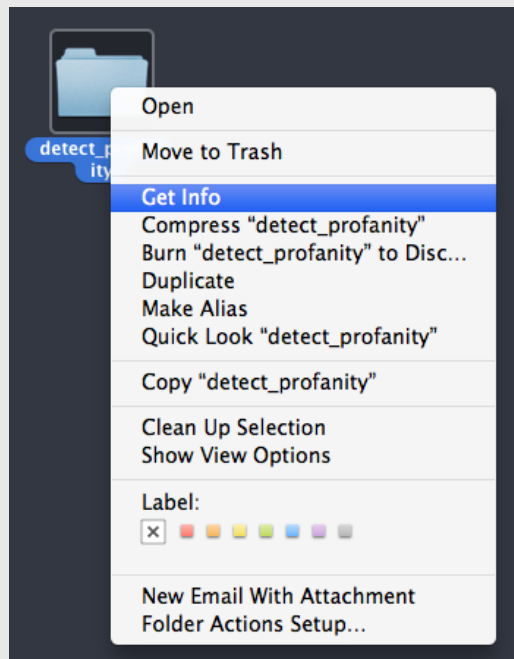 detect_p
ity
Open
Move to Trash
Get Info
Compress “detect_profanity”
Burn “detect_profanity” to Disc...
Duplicate
Make Alias
Quick Look “detect_profanity”
Copy “detect_profanity”
Clean Up Selection
Show View Options
Label:
New Email With Attachment
Folder Actions Setup...